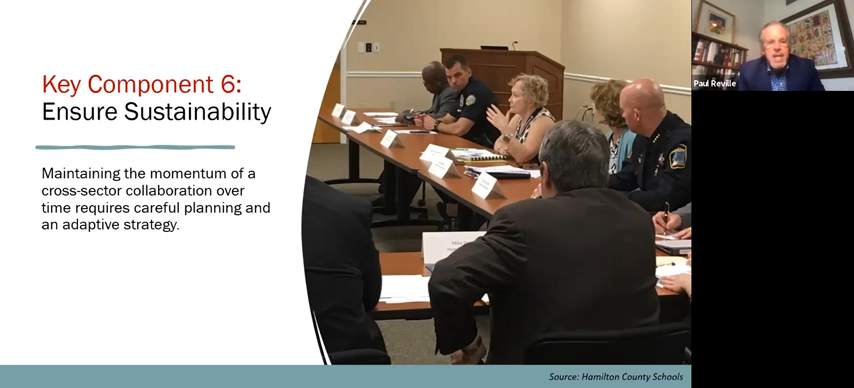 Key Component 6:
Ensure Sustainability
Maintaining the momentum of a
cross-sector collaboration over
time requires careful planning and
an adaptive strategy.
Source: Hamilton County Schools
Paul Reville